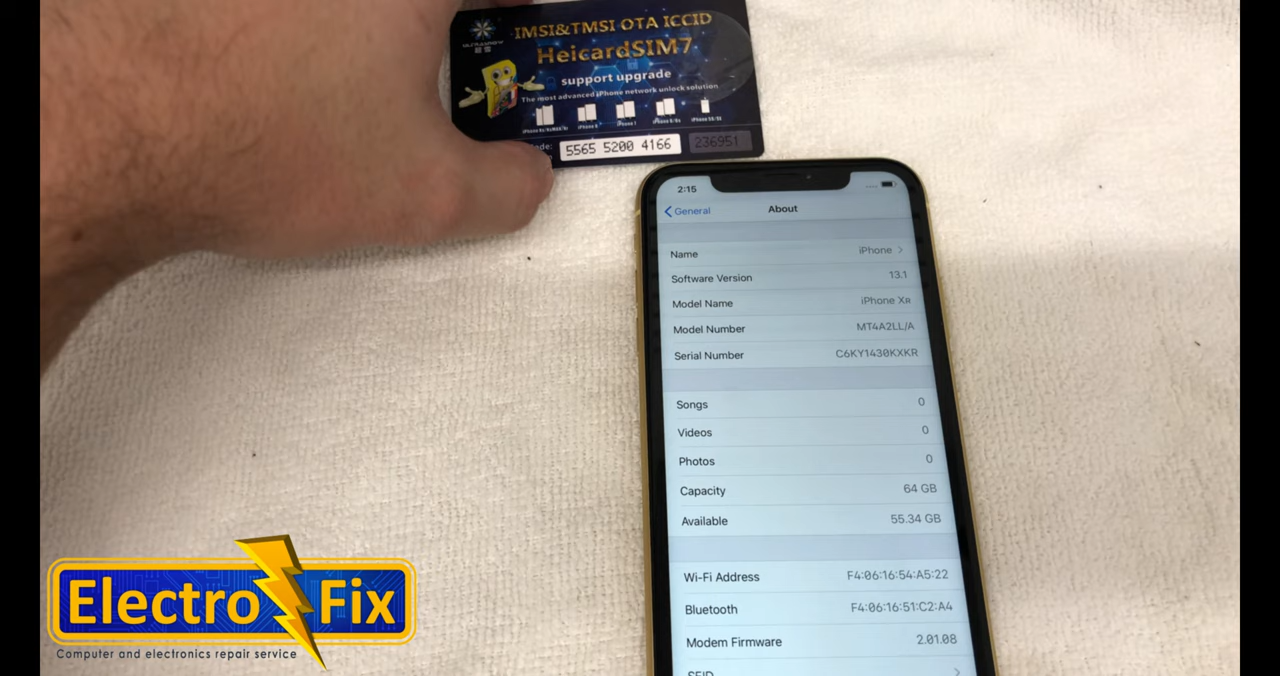 IMSI&TMSI OTA ICCID
HeicardSIM7
support upgrade
The most advanced iPhone network unlock solution
5565 5200 4166
236951
2:15
General
About
Name iPhone
Software Version 13.1
Model Name iPhone XR
Model Number MT4A2LL/A
Serial Number C6KY1430KXKR
Songs 0
Videos 0
Photos 0
Capacity 64 GB
Available 55.34 GB
Wi-Fi Address F4:06:16:54:A5:22
Bluetooth F4:06:16:51:C2:A4
Modem Firmware 2.01.08
SEID
Electro Fix
Computer and electronics repair service